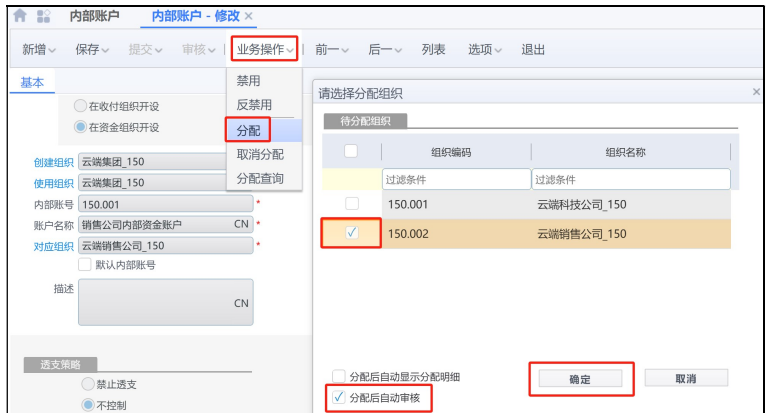 内部账户 内部账户 - 修改 ×
新增 保存 提交 审核 业务操作 前一 后一 列表 选项 退出
基本
在收付组织开设
在资金组织开设
创建组织 云端集团_150
使用组织 云端集团_150
内部账号 150.001 *
账户名称 销售公司内部资金账户 CN *
对应组织 云端销售公司_150 *
默认内部账号
描述
CN
透支策略
禁止透支
不控制
禁用
反禁用
分配
取消分配
分配查询
请选择分配组织 ×
待分配组织
组织编码 组织名称
过滤条件 过滤条件
150.001 云端科技公司_150
150.002 云端销售公司_150
分配后自动显示分配明细
分配后自动审核
确定 取消